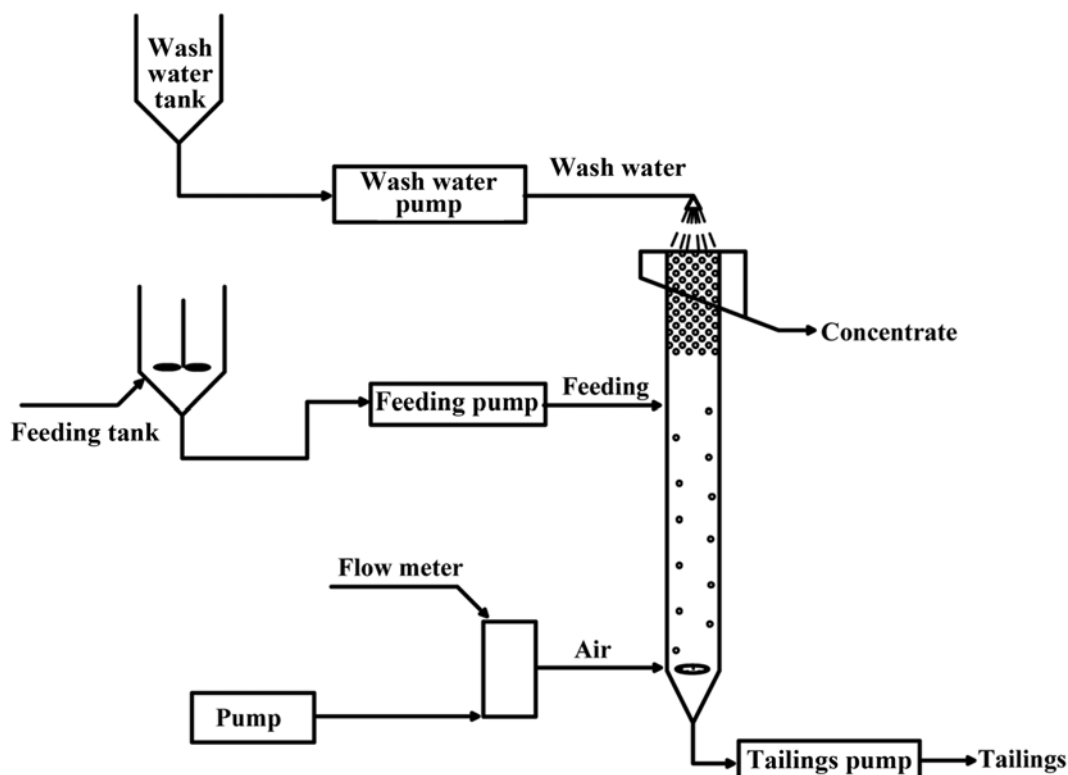 Wash
water
tank
Wash water
Wash water
pump
Concentrate
Feeding
Feeding pump
Feeding tank
Flow meter
Air
Pump
Tailings pump
Tailings